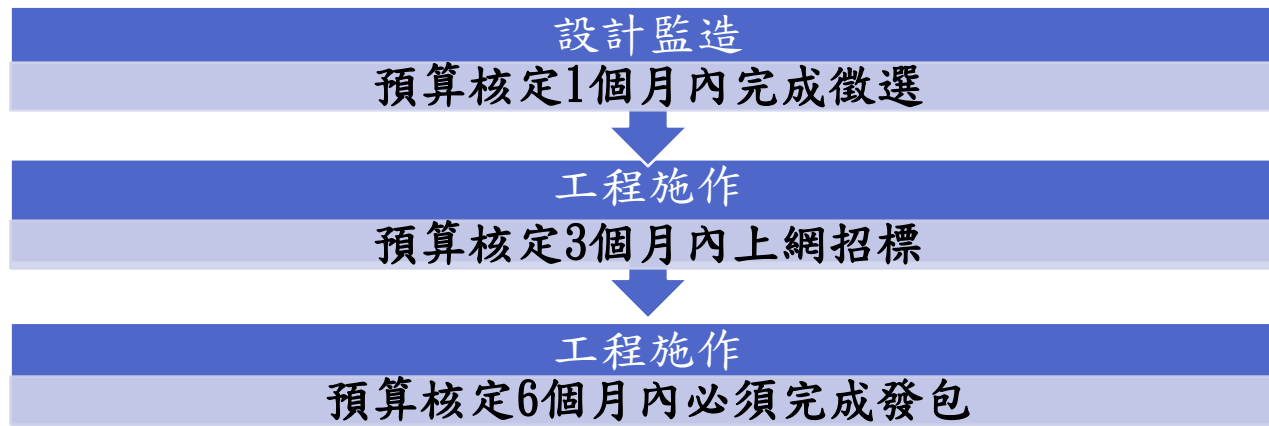 設計監造
預算核定1個月內完成徵選
工程施作
預算核定3個月內上網招標
工程施作
預算核定6個月內必須完成發包